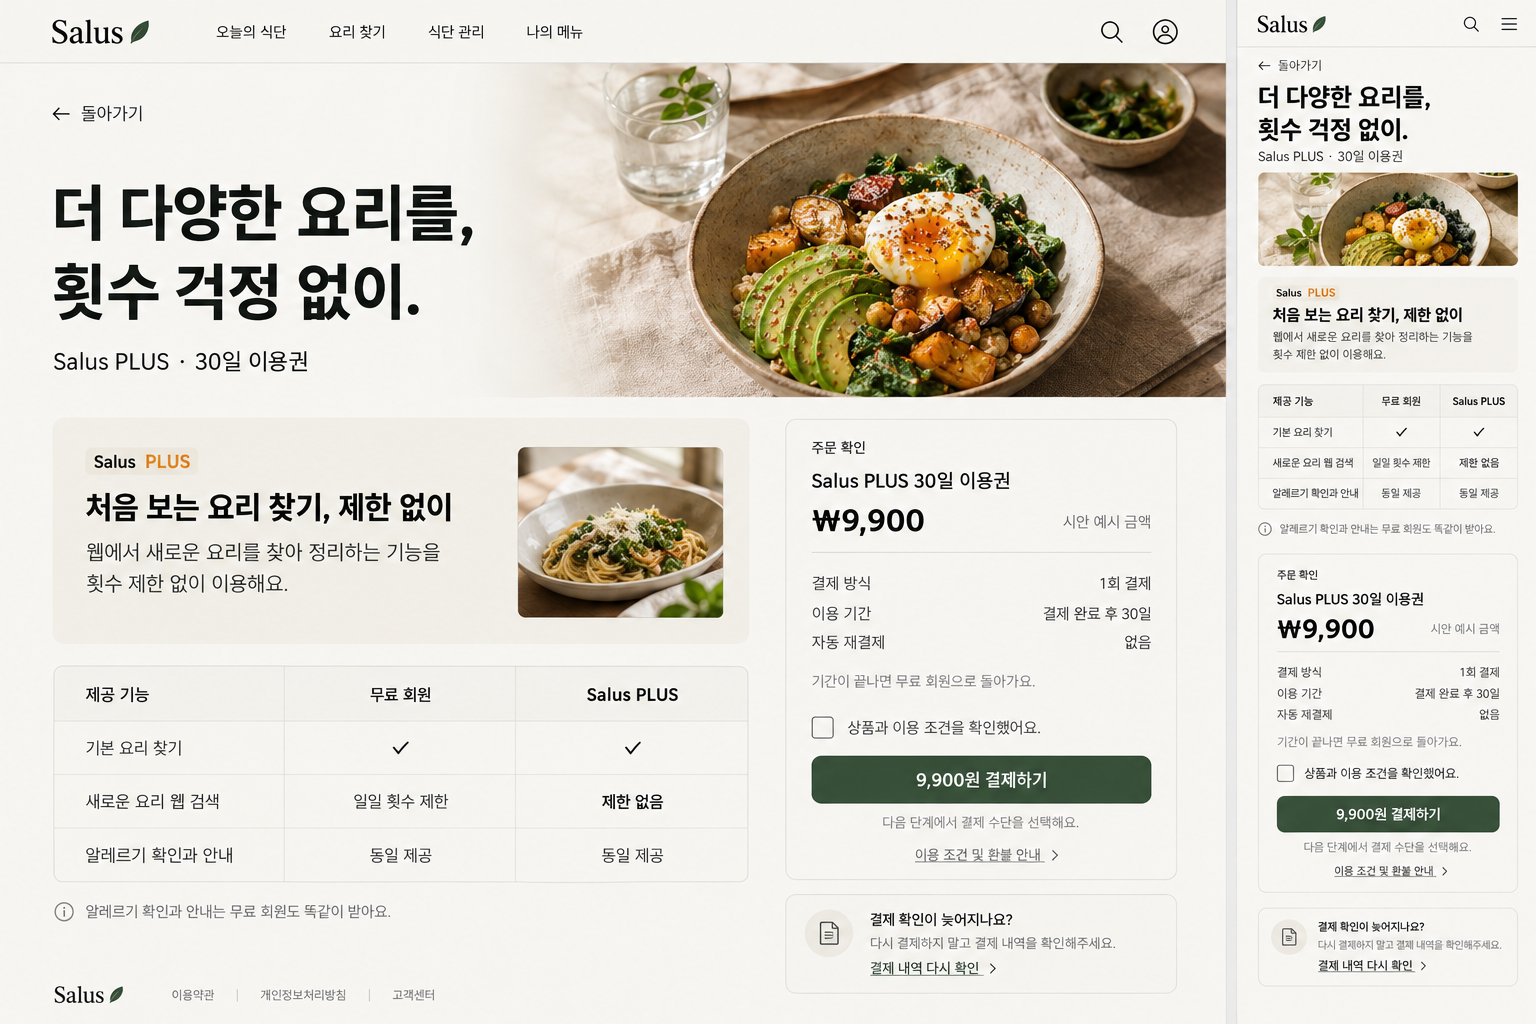 Salus
오늘의 식단
요리 찾기
식단 관리
나의 메뉴
← 돌아가기
더 다양한 요리를,
횟수 걱정 없이.
Salus PLUS · 30일 이용권
Salus PLUS
처음 보는 요리 찾기, 제한 없이
웹에서 새로운 요리를 찾아 정리하는 기능을
횟수 제한 없이 이용해요.
제공 기능 무료 회원 Salus PLUS
기본 요리 찾기 ✓ ✓
새로운 요리 웹 검색 일일 횟수 제한 제한 없음
알레르기 확인과 안내 동일 제공 동일 제공
알레르기 확인과 안내는 무료 회원도 똑같이 받아요.
주문 확인
Salus PLUS 30일 이용권
₩9,900 시안 예시 금액
결제 방식 1회 결제
이용 기간 결제 완료 후 30일
자동 재결제 없음
기간이 끝나면 무료 회원으로 돌아가요.
상품과 이용 조건을 확인했어요.
9,900원 결제하기
다음 단계에서 결제 수단을 선택해요.
이용 조건 및 환불 안내 >
결제 확인이 늦어지나요?
다시 결제하지 말고 결제 내역을 확인해주세요.
결제 내역 다시 확인 >
Salus
이용약관 | 개인정보처리방침 | 고객센터
Salus
← 돌아가기
더 다양한 요리를,
횟수 걱정 없이.
Salus PLUS · 30일 이용권
Salus PLUS
처음 보는 요리 찾기, 제한 없이
웹에서 새로운 요리를 찾아 정리하는 기능을
횟수 제한 없이 이용해요.
제공 기능 무료 회원 Salus PLUS
기본 요리 찾기 ✓ ✓
새로운 요리 웹 검색 일일 횟수 제한 제한 없음
알레르기 확인과 안내 동일 제공 동일 제공
알레르기 확인과 안내는 무료 회원도 똑같이 받아요.
주문 확인
Salus PLUS 30일 이용권
₩9,900 시안 예시 금액
결제 방식 1회 결제
이용 기간 결제 완료 후 30일
자동 재결제 없음
기간이 끝나면 무료 회원으로 돌아가요.
상품과 이용 조건을 확인했어요.
9,900원 결제하기
다음 단계에서 결제 수단을 선택해요.
이용 조건 및 환불 안내 >
결제 확인이 늦어지나요?
다시 결제하지 말고 결제 내역을 확인해주세요.
결제 내역 다시 확인 >